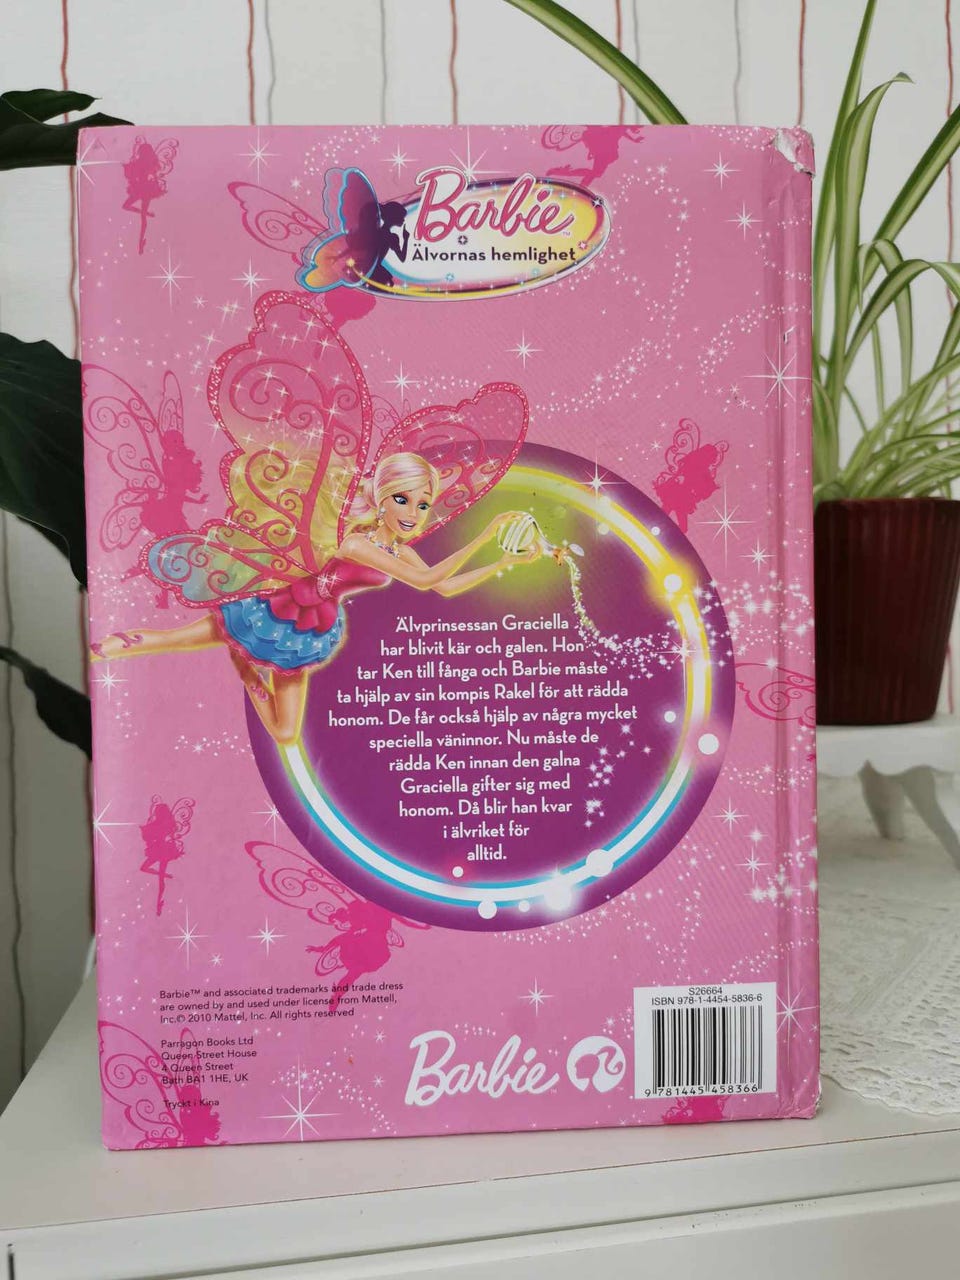 Barbie™
Älvornas hemlighet
Älvprinsessan Graciella
har blivit kär och galen. Hon
tar Ken till fånga och Barbie måste
ta hjälp av sin kompis Rakel för att rädda
honom. De får också hjälp av några mycket
speciella väninnor. Nu måste de
rädda Ken innan den galna
Graciella gifter sig med
honom. Då blir han kvar
i älvriket för
alltid.
Barbie™ and associated trademarks and trade dress
are owned by and used under license from Mattell,
Inc.© 2010 Mattel, Inc. All rights reserved
Parragon Books Ltd
Queen Street House
4 Queen Street
Bath BA1 1HE, UK
Tryckt i Kina
Barbie™
S26664
ISBN 978-1-4454-5836-6
9 781445 458366